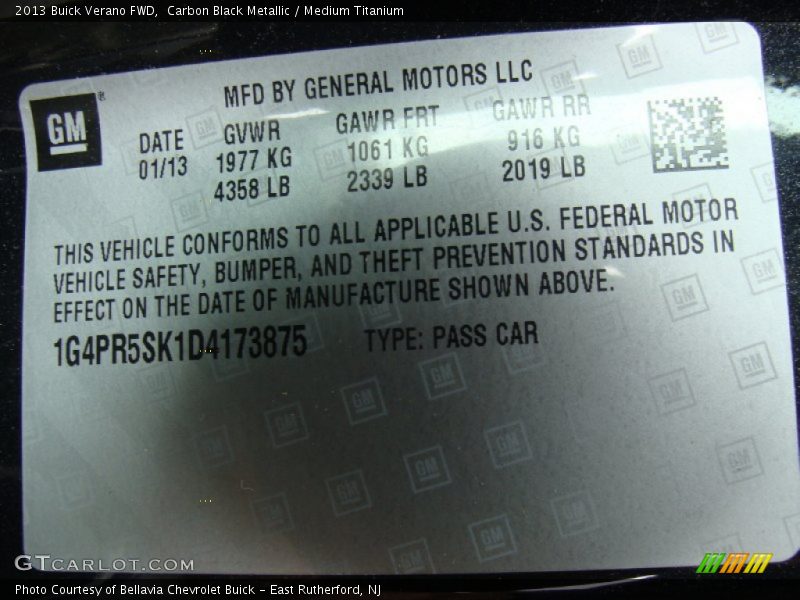 2013 Buick Verano FWD,  Carbon Black Metallic / Medium Titanium
GM®
MFD BY GENERAL MOTORS LLC
DATE GVWR GAWR FRT GAWR RR
01/13 1977 KG 1061 KG 916 KG
4358 LB 2339 LB 2019 LB
THIS VEHICLE CONFORMS TO ALL APPLICABLE U.S. FEDERAL MOTOR
VEHICLE SAFETY, BUMPER, AND THEFT PREVENTION STANDARDS IN
EFFECT ON THE DATE OF MANUFACTURE SHOWN ABOVE.
1G4PR5SK1D4173875 TYPE: PASS CAR
GTcarlot.com
Photo Courtesy of Bellavia Chevrolet Buick – East Rutherford, NJ